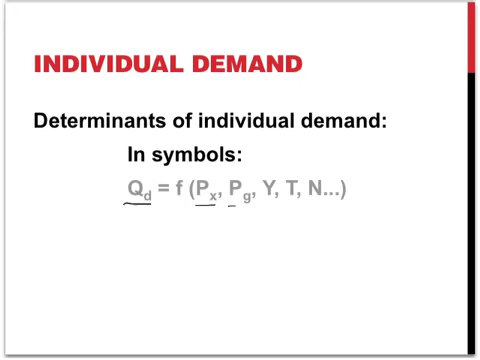 INDIVIDUAL DEMAND
Determinants of individual demand:
In symbols:
Qd = f (Px, Pg, Y, T, N...)